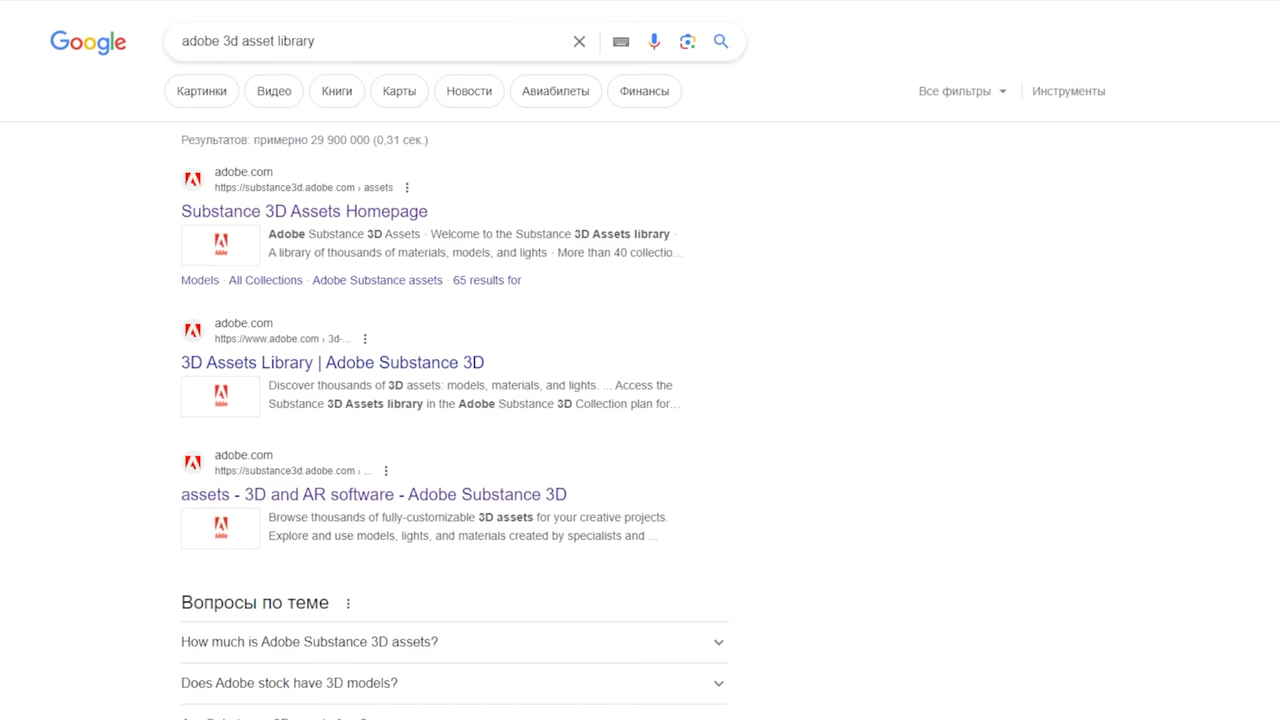 Google
adobe 3d asset library
Картинки
Видео
Книги
Карты
Новости
Авиабилеты
Финансы
Все фильтры
Инструменты
Результатов: примерно 29 900 000 (0,31 сек.)
adobe.com
https://substance3d.adobe.com › assets
Substance 3D Assets Homepage
Adobe
Adobe Substance 3D Assets · Welcome to the Substance 3D Assets library ·
A library of thousands of materials, models, and lights · More than 40 collectio...
Models · All Collections · Adobe Substance assets · 65 results for
adobe.com
https://www.adobe.com › 3d-...
3D Assets Library | Adobe Substance 3D
Adobe
Discover thousands of 3D assets: models, materials, and lights. ... Access the
Substance 3D Assets library in the Adobe Substance 3D Collection plan for...
adobe.com
https://substance3d.adobe.com › ...
assets - 3D and AR software - Adobe Substance 3D
Adobe
Browse thousands of fully-customizable 3D assets for your creative projects.
Explore and use models, lights, and materials created by specialists and ...
Вопросы по теме
How much is Adobe Substance 3D assets?
Does Adobe stock have 3D models?